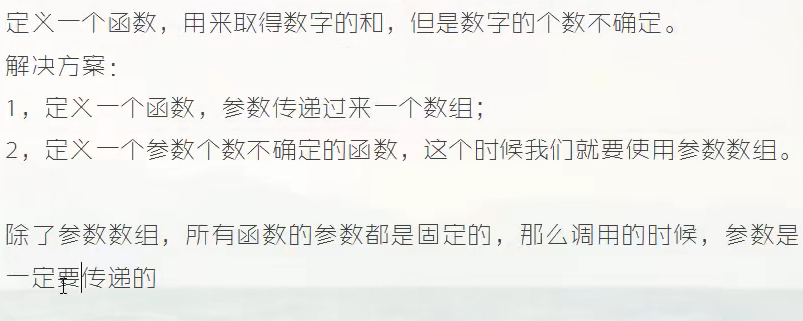 定义一个函数，用来取得数字的和，但是数字的个数不确定。
解决方案：
1，定义一个函数，参数传递过来一个数组；
2，定义一个参数个数不确定的函数，这个时候我们就要使用参数数组。
除了参数数组，所有函数的参数都是固定的，那么调用的时候，参数是
一定要传递的